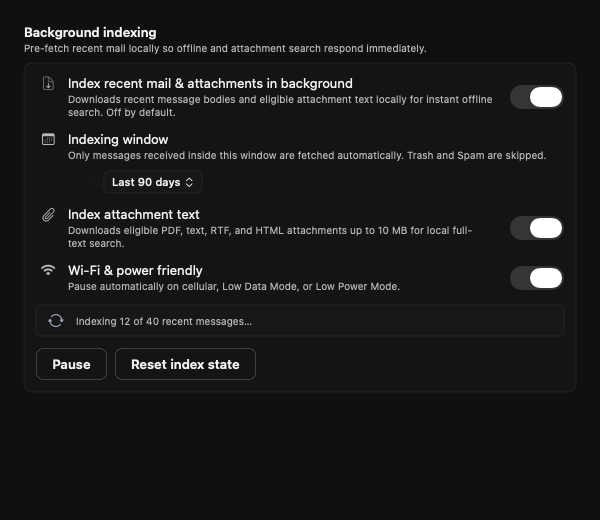 Background indexing
Pre-fetch recent mail locally so offline and attachment search respond immediately.
Index recent mail & attachments in background
Downloads recent message bodies and eligible attachment text locally for instant offline
search. Off by default.
Indexing window
Only messages received inside this window are fetched automatically. Trash and Spam are skipped.
Last 90 days
Index attachment text
Downloads eligible PDF, text, RTF, and HTML attachments up to 10 MB for local full-
text search.
Wi-Fi & power friendly
Pause automatically on cellular, Low Data Mode, or Low Power Mode.
Indexing 12 of 40 recent messages...
Pause
Reset index state